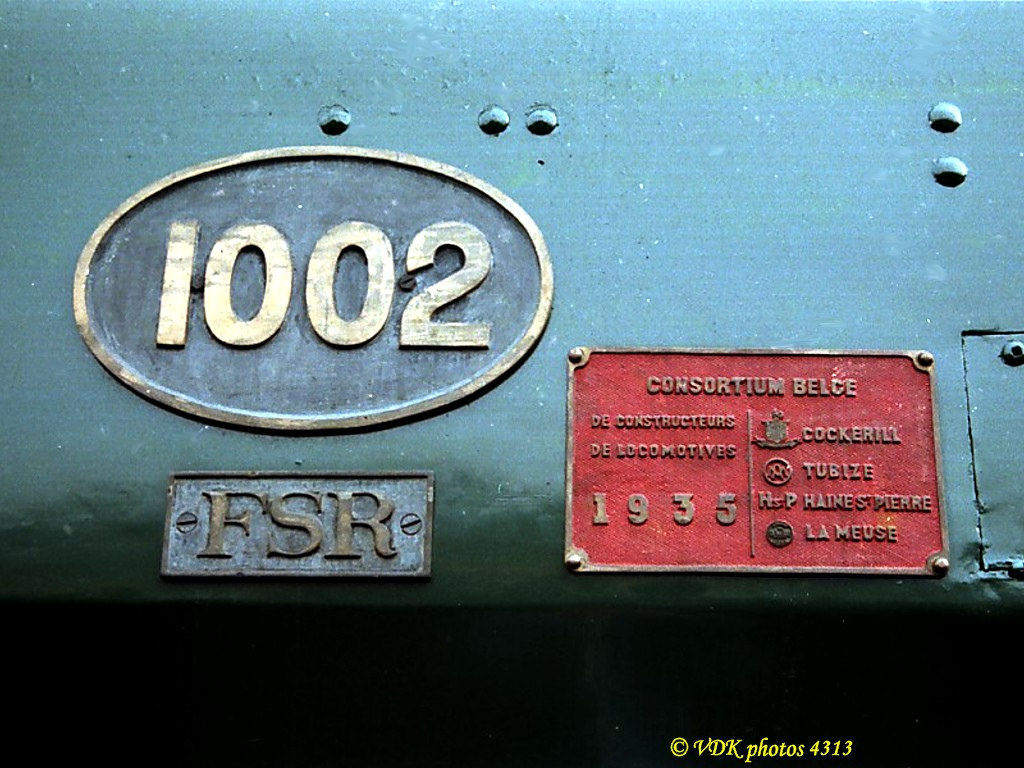 1002
FSR
CONSORTIUM BELGE
DE CONSTRUCTEURS
DE LOCOMOTIVES
1935
COCKERILL
TUBIZE
HSP HAINE ST PIERRE
LA MEUSE
© VDK photos 4313